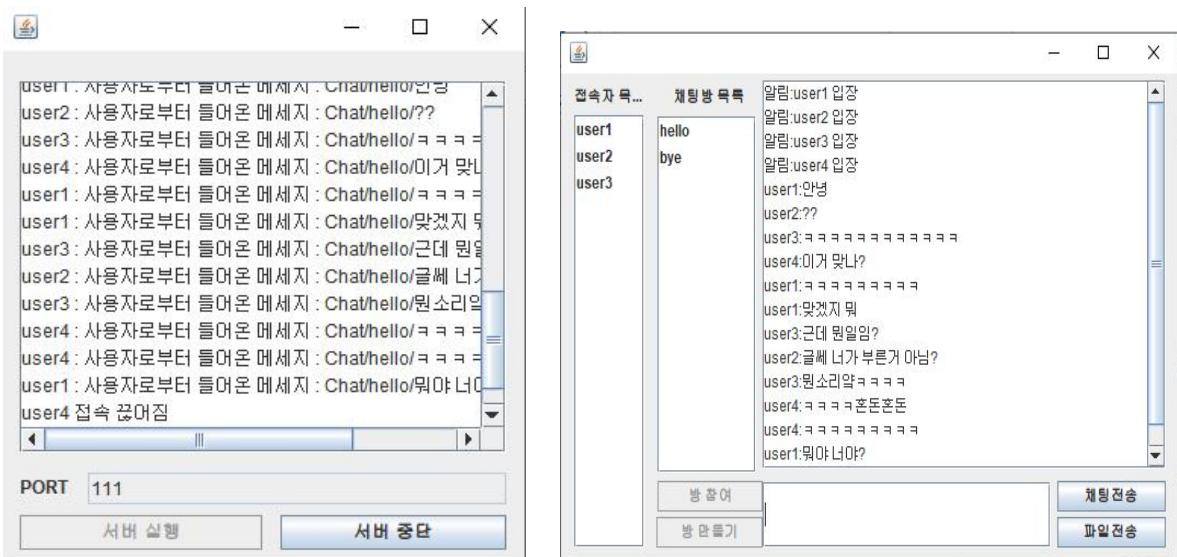 user1 : 사용자로부터 들어온 메세지 : Chat/hello/안녕
user2 : 사용자로부터 들어온 메세지 : Chat/hello/??
user3 : 사용자로부터 들어온 메세지 : Chat/hello/ㅋㅋㅋㅋ
user4 : 사용자로부터 들어온 메세지 : Chat/hello/이거 맞
user1 : 사용자로부터 들어온 메세지 : Chat/hello/ㅋㅋㅋㅋ
user1 : 사용자로부터 들어온 메세지 : Chat/hello/맞겠지
user3 : 사용자로부터 들어온 메세지 : Chat/hello/근데 뭔
user2 : 사용자로부터 들어온 메세지 : Chat/hello/글쎄
user3 : 사용자로부터 들어온 메세지 : Chat/hello/뭔소리얔
user4 : 사용자로부터 들어온 메세지 : Chat/hello/ㅋㅋㅋㅋ
user4 : 사용자로부터 들어온 메세지 : Chat/hello/ㅋㅋㅋㅋ
user1 : 사용자로부터 들어온 메세지 : Chat/hello/뭐야
user4 접속 끊어짐
PORT 111
서버 실행 서버 중단
접속자 목...
user1
user2
user3
채팅방 목록
hello
bye
알림:user1 입장
알림:user2 입장
알림:user3 입장
알림:user4 입장
user1:안녕
user2:??
user3:ㅋㅋㅋㅋㅋㅋㅋㅋㅋㅋㅋㅋ
user4:이거 맞나?
user1:ㅋㅋㅋㅋㅋㅋㅋㅋㅋ
user1:맞겠지 뭐
user3:근데 뭔일임?
user2:글쎄 너가 부른거 아님?
user3:뭔소리얔ㅋㅋㅋㅋ
user4:ㅋㅋㅋㅋ혼돈혼돈
user4:ㅋㅋㅋㅋㅋㅋㅋㅋㅋ
user1:뭐야 너야?
방 참여
방 만들기
채팅전송
파일전송